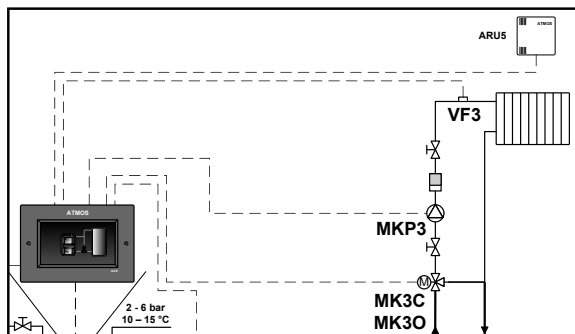 ARU5
ATMOS
VF3
ATMOS
MKP3
M
MK3C
MK3O
2 - 6 bar
10 – 15 °C